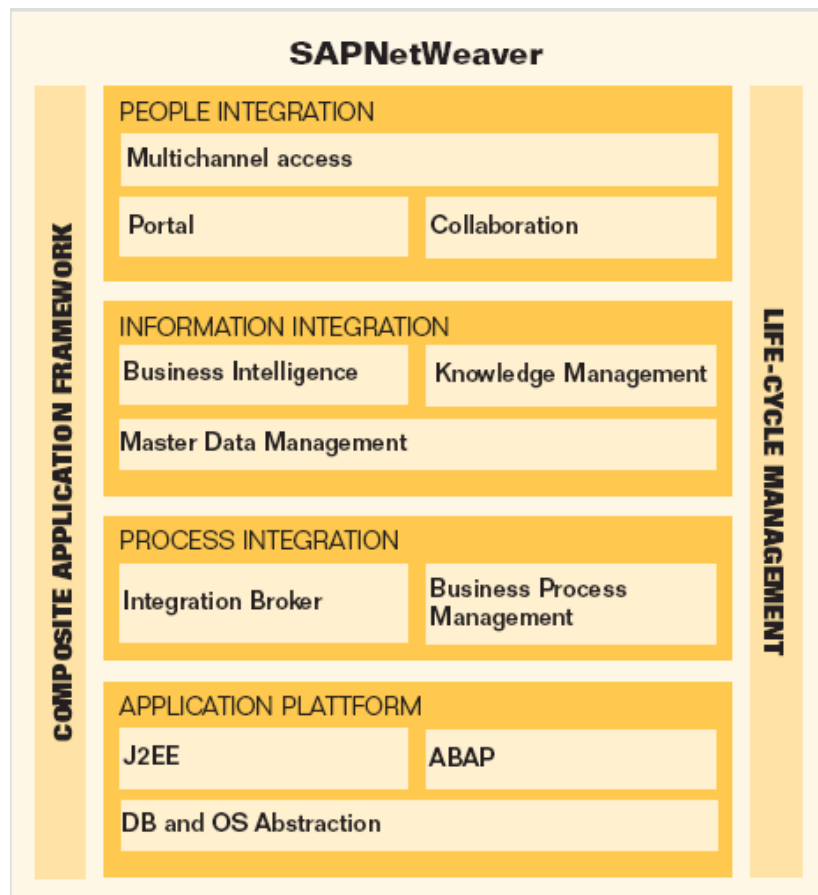 SAPNetWeaver
COMPOSITE APPLICATION FRAMEWORK
PEOPLE INTEGRATION
Multichannel access
Portal
Collaboration
INFORMATION INTEGRATION
Business Intelligence
Knowledge Management
Master Data Management
PROCESS INTEGRATION
Integration Broker
Business Process
Management
APPLICATION PLATTFORM
J2EE
ABAP
DB and OS Abstraction
LIFE-CYCLE MANAGEMENT